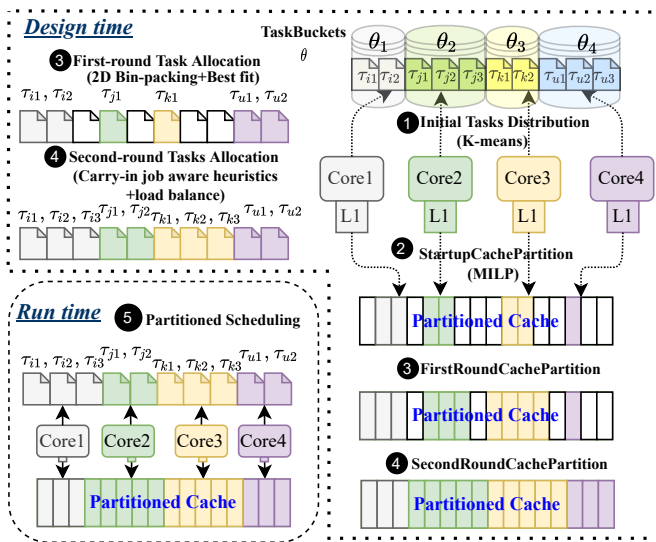 Design time
3 First-round Task Allocation
(2D Bin-packing+Best fit)
τi1, τi2 τj1 τk1 τu1, τu2
4 Second-round Tasks Allocation
(Carry-in job aware heuristics
+load balance)
τi1, τi2, τi3 τj1, τj2 τk1, τk2, τk3 τu1, τu2
TaskBuckets
θ
θ1 θ2 θ3 θ4
τi1 τi2 τj1 τj2 τj3 τk1 τk2 τu1 τu2 τu3
1 Initial Tasks Distribution
(K-means)
Core1 Core2 Core3 Core4
L1 L1 L1 L1
2 StartupCachePartition
(MILP)
Partitioned Cache
3 FirstRoundCachePartition
Partitioned Cache
4 SecondRoundCachePartition
Partitioned Cache
Run time
5 Partitioned Scheduling
τi1, τi2, τi3 τj1, τj2 τk1, τk2, τk3 τu1, τu2
Core1 Core2 Core3 Core4
Partitioned Cache